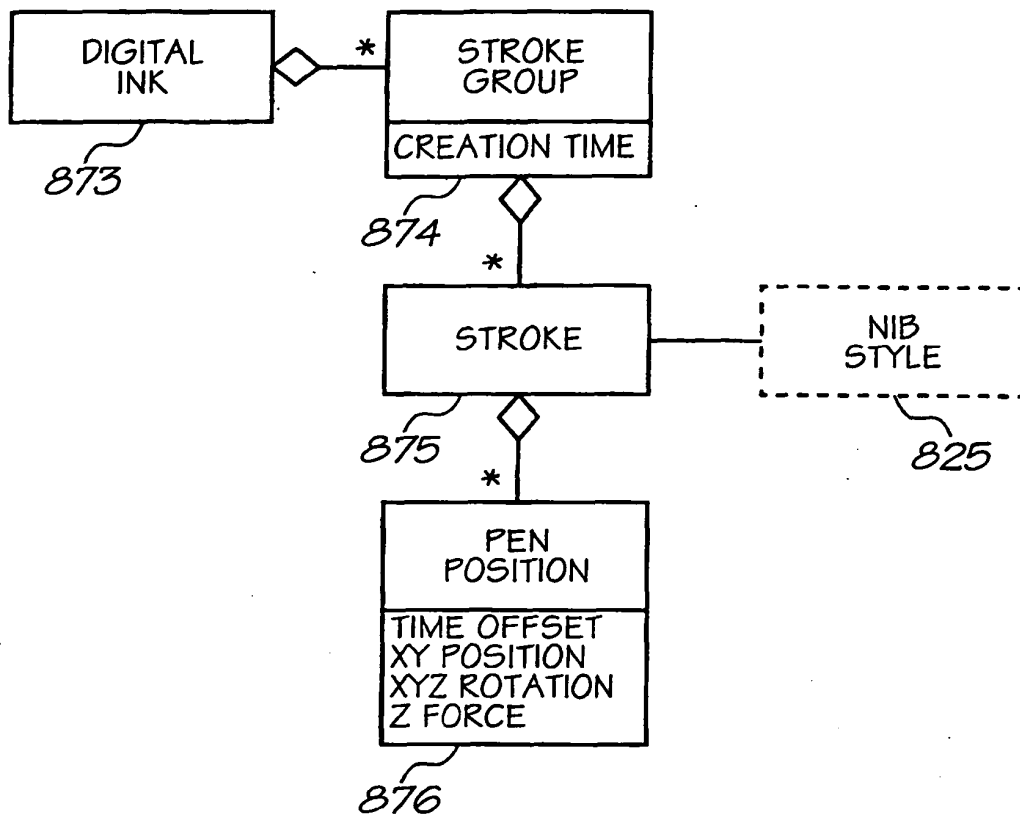 DIGITAL
INK
873
*
STROKE
GROUP
CREATION TIME
874
*
STROKE
875
NIB
STYLE
825
*
PEN
POSITION
TIME OFFSET
XY POSITION
XYZ ROTATION
Z FORCE
876